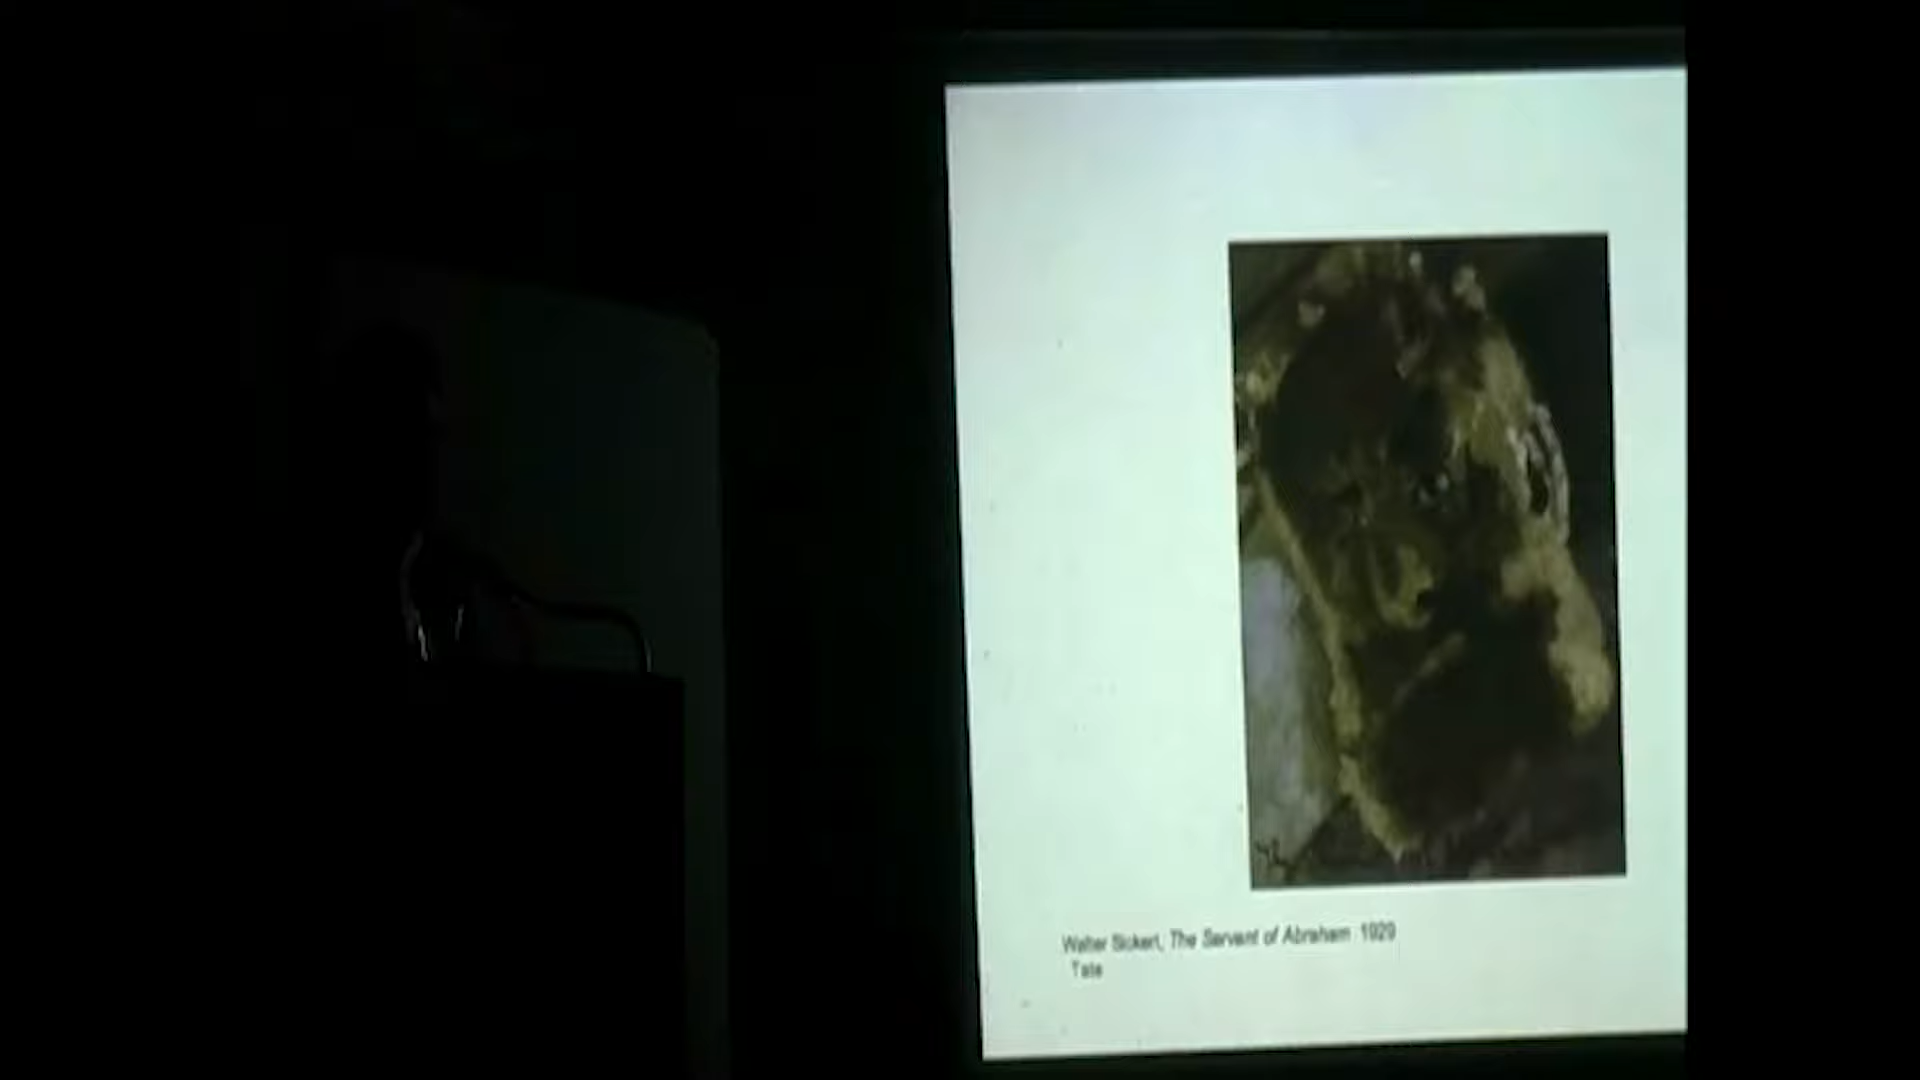 Walter Sickert, The Servant of Abraham 1929
Tate